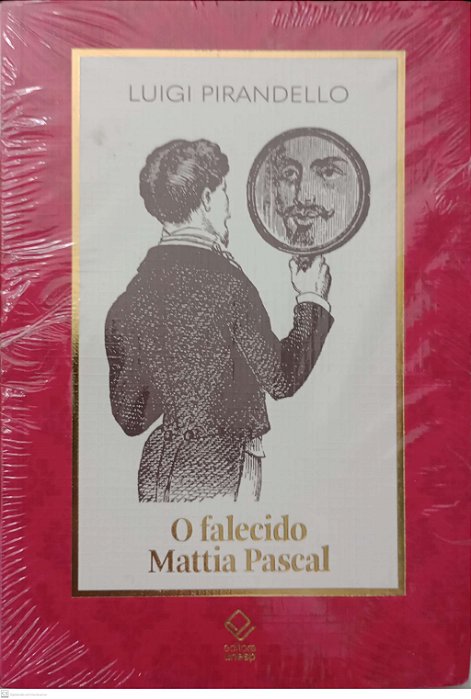 LUIGI PIRANDELLO
O falecido
Mattia Pascal
editora
unesp